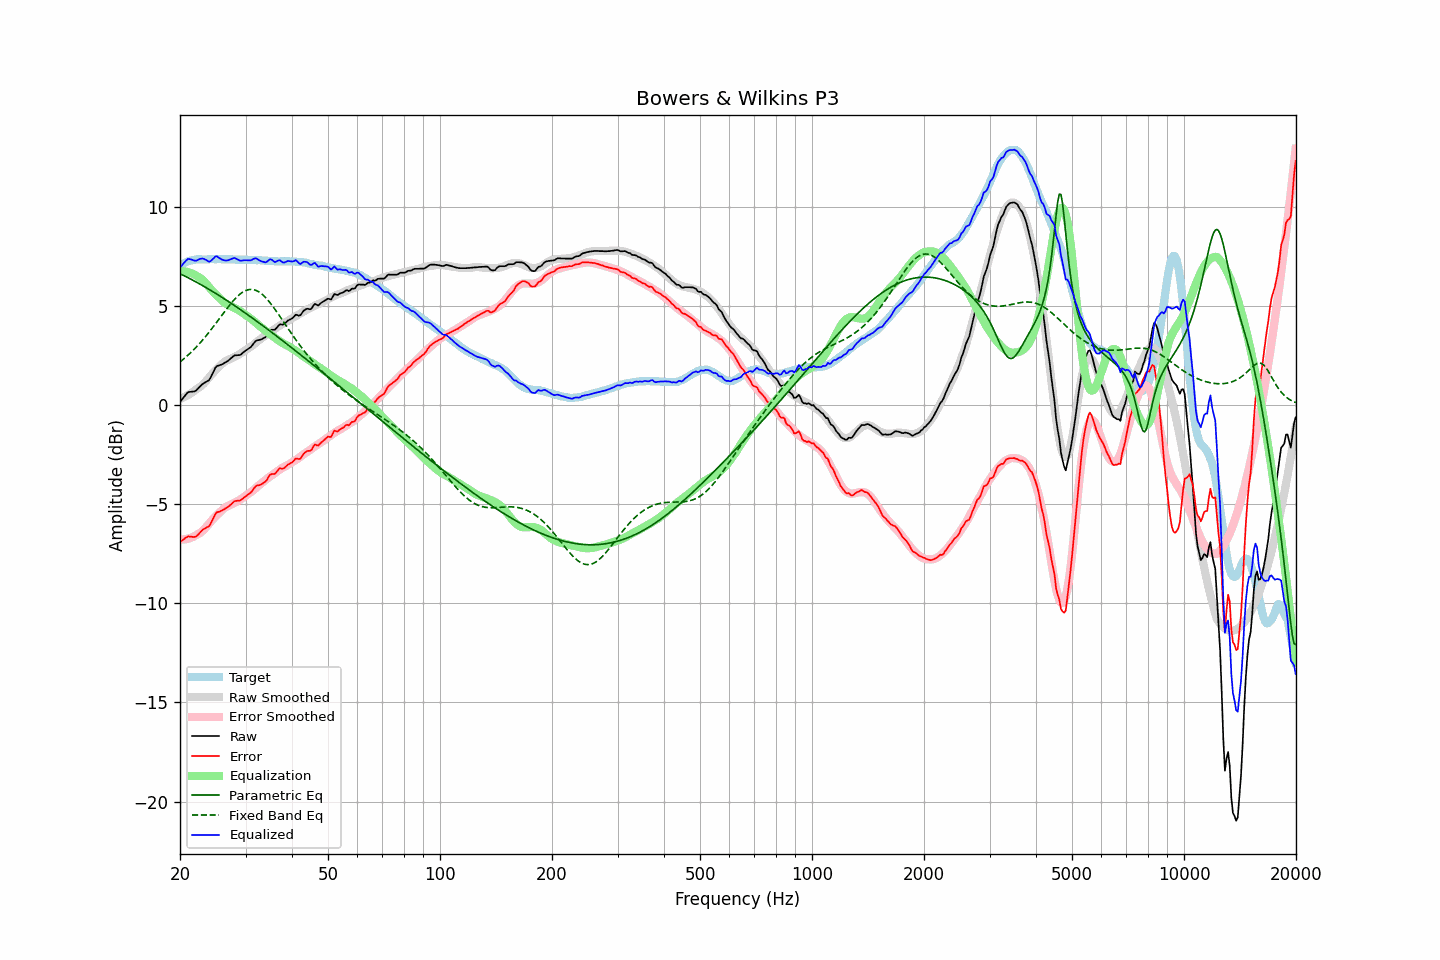 Bowers & Wilkins P3
Amplitude (dBr)
10
5
0
−5
−10
−15
−20
Target
Raw Smoothed
Error Smoothed
Raw
Error
Equalization
Parametric Eq
Fixed Band Eq
Equalized
20 50 100 200 500 1000 2000 5000 10000 20000
Frequency (Hz)